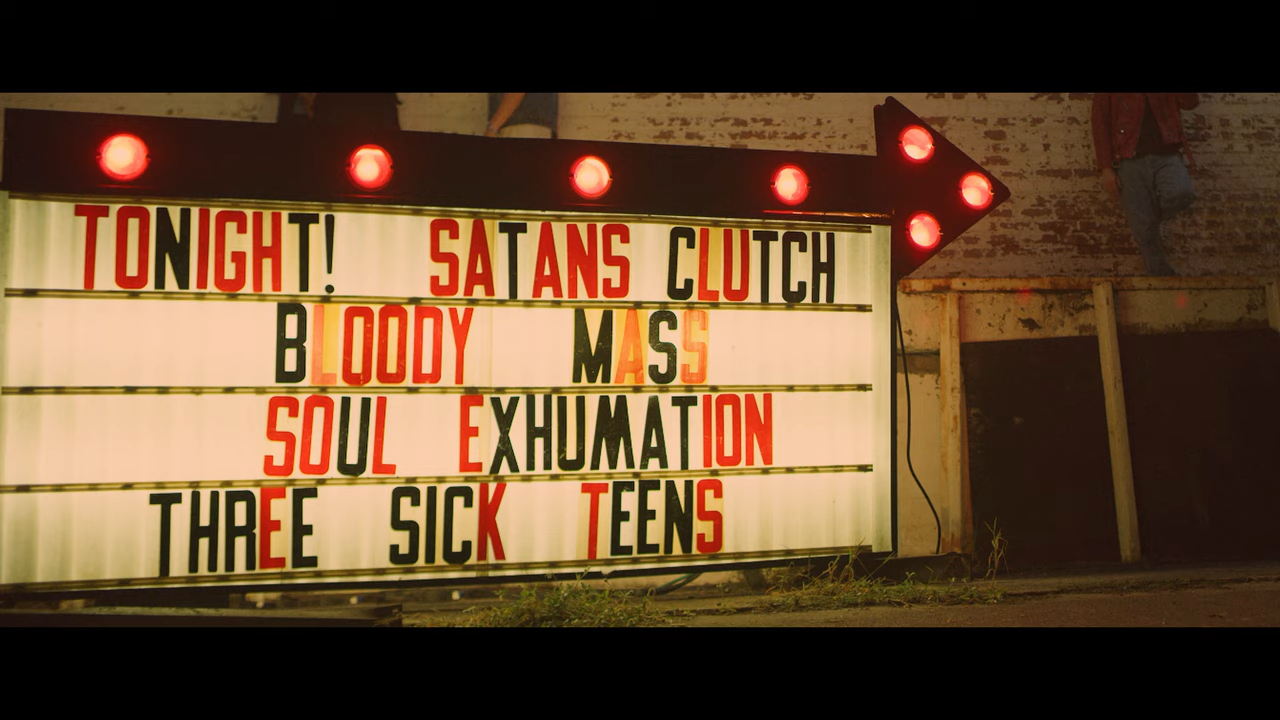 TONIGHT! SATANS CLUTCH
BLOODY MASS
SOUL EXHUMATION
THREE SICK TEENS